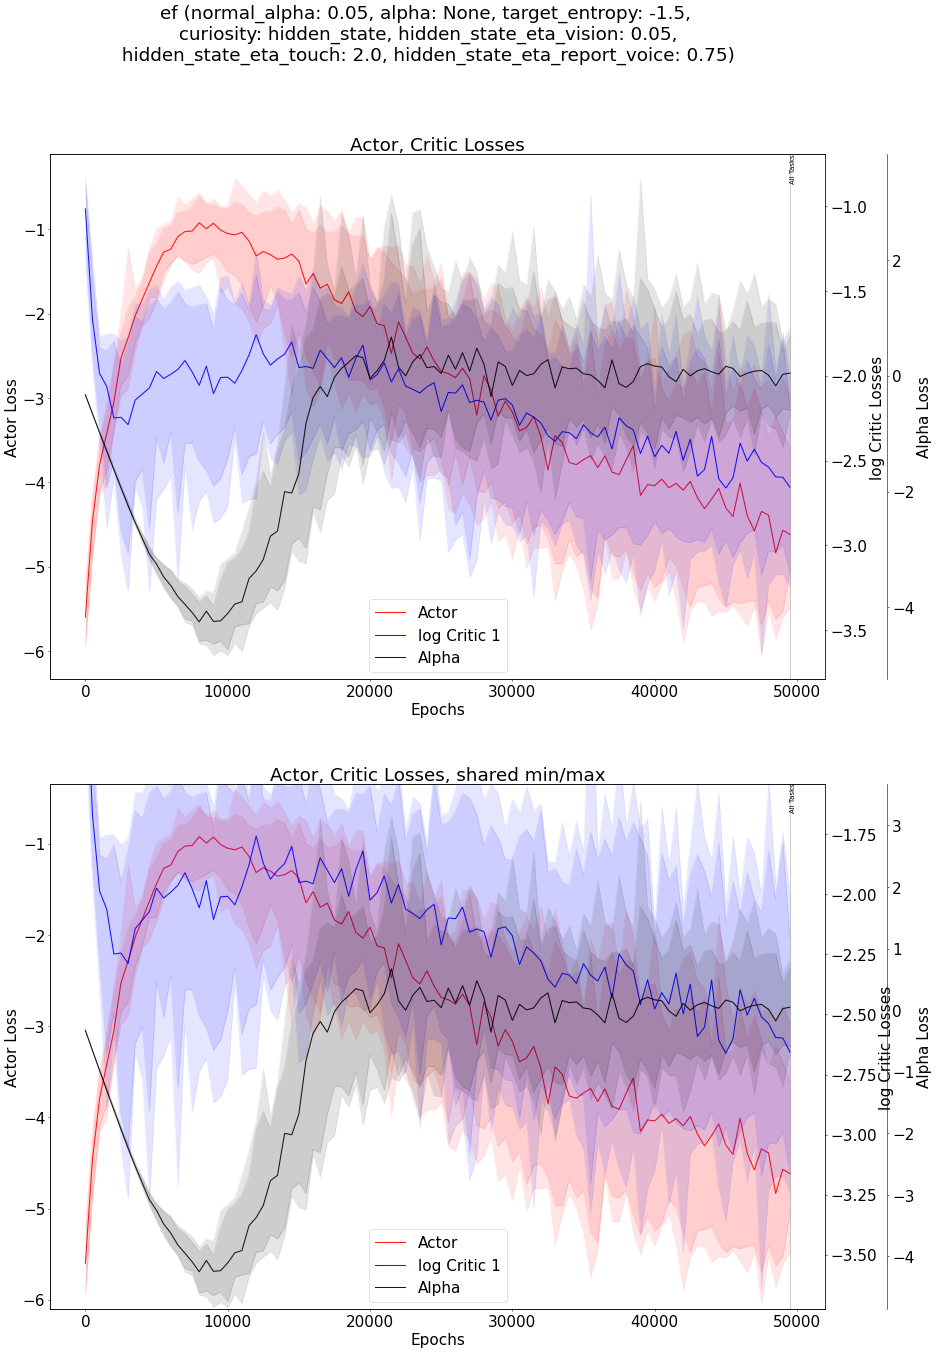 ef (normal_alpha: 0.05, alpha: None, target_entropy: -1.5,
curiosity: hidden_state, hidden_state_eta_vision: 0.05,
hidden_state_eta_touch: 2.0, hidden_state_eta_report_voice: 0.75)
Actor, Critic Losses
All Tasks
−1
−2
−3
−4
−5
−6
Actor Loss
−1.0
−1.5
−2.0
−2.5
−3.0
−3.5
log Critic Losses
2
0
−2
−4
Alpha Loss
Actor
log Critic 1
Alpha
0 10000 20000 30000 40000 50000
Epochs
Actor, Critic Losses, shared min/max
All Tasks
−1
−2
−3
−4
−5
−6
Actor Loss
−1.75
−2.00
−2.25
−2.50
−2.75
−3.00
−3.25
−3.50
log Critic Losses
3
2
1
0
−1
−2
−3
−4
Alpha Loss
Actor
log Critic 1
Alpha
0 10000 20000 30000 40000 50000
Epochs